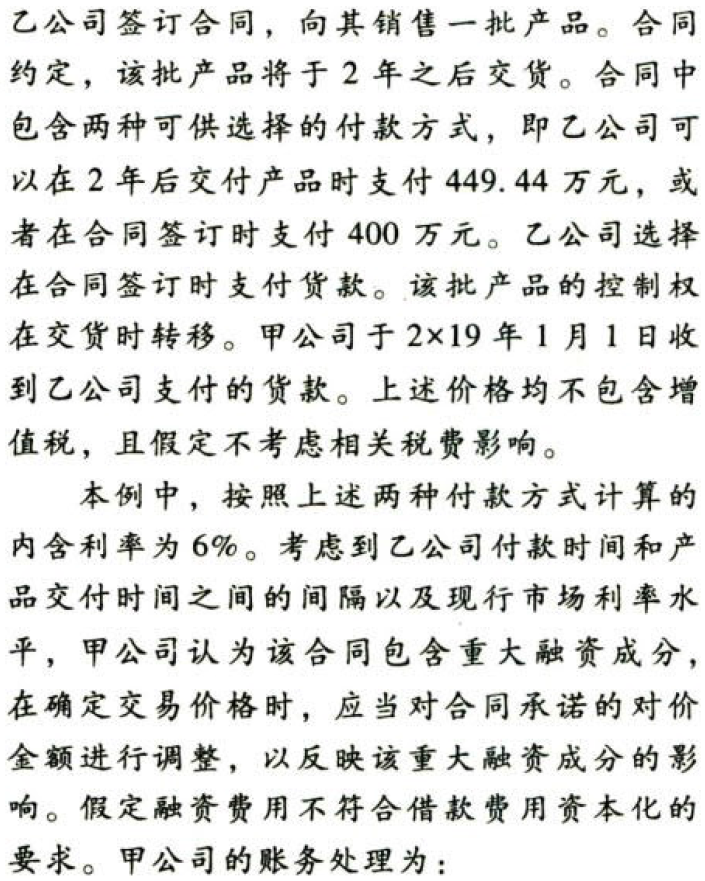 乙公司签订合同，向其销售一批产品。合同
约定，该批产品将于 2 年之后交货。合同中
包含两种可供选择的付款方式，即乙公司可
以在 2 年后交付产品时支付 449.44 万元，或
者在合同签订时支付 400 万元。乙公司选择
在合同签订时支付货款。该批产品的控制权
在交货时转移。甲公司于 2×19 年 1 月 1 日收
到乙公司支付的货款。上述价格均不包含增
值税，且假定不考虑相关税费影响。
本例中，按照上述两种付款方式计算的
内含利率为 6%。考虑到乙公司付款时间和产
品交付时间之间的间隔以及现行市场利率水
平，甲公司认为该合同包含重大融资成分，
在确定交易价格时，应当对合同承诺的对价
金额进行调整，以反映该重大融资成分的影
响。假定融资费用不符合借款费用资本化的
要求。甲公司的账务处理为：